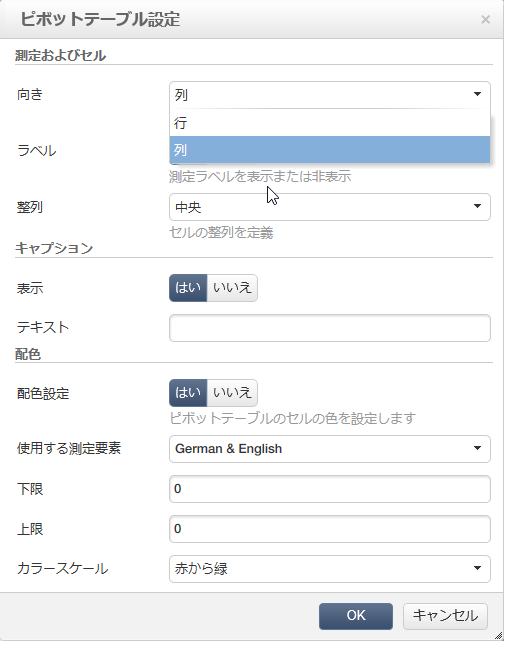 ピボットテーブル設定
×
測定およびセル
向き
列
行
列
ラベル
測定ラベルを表示または非表示
整列
中央
セルの整列を定義
キャプション
表示
はい いいえ
テキスト
配色
配色設定
はい いいえ
ピボットテーブルのセルの色を設定します
使用する測定要素
German & English
下限
0
上限
0
カラースケール
赤から緑
OK
キャンセル